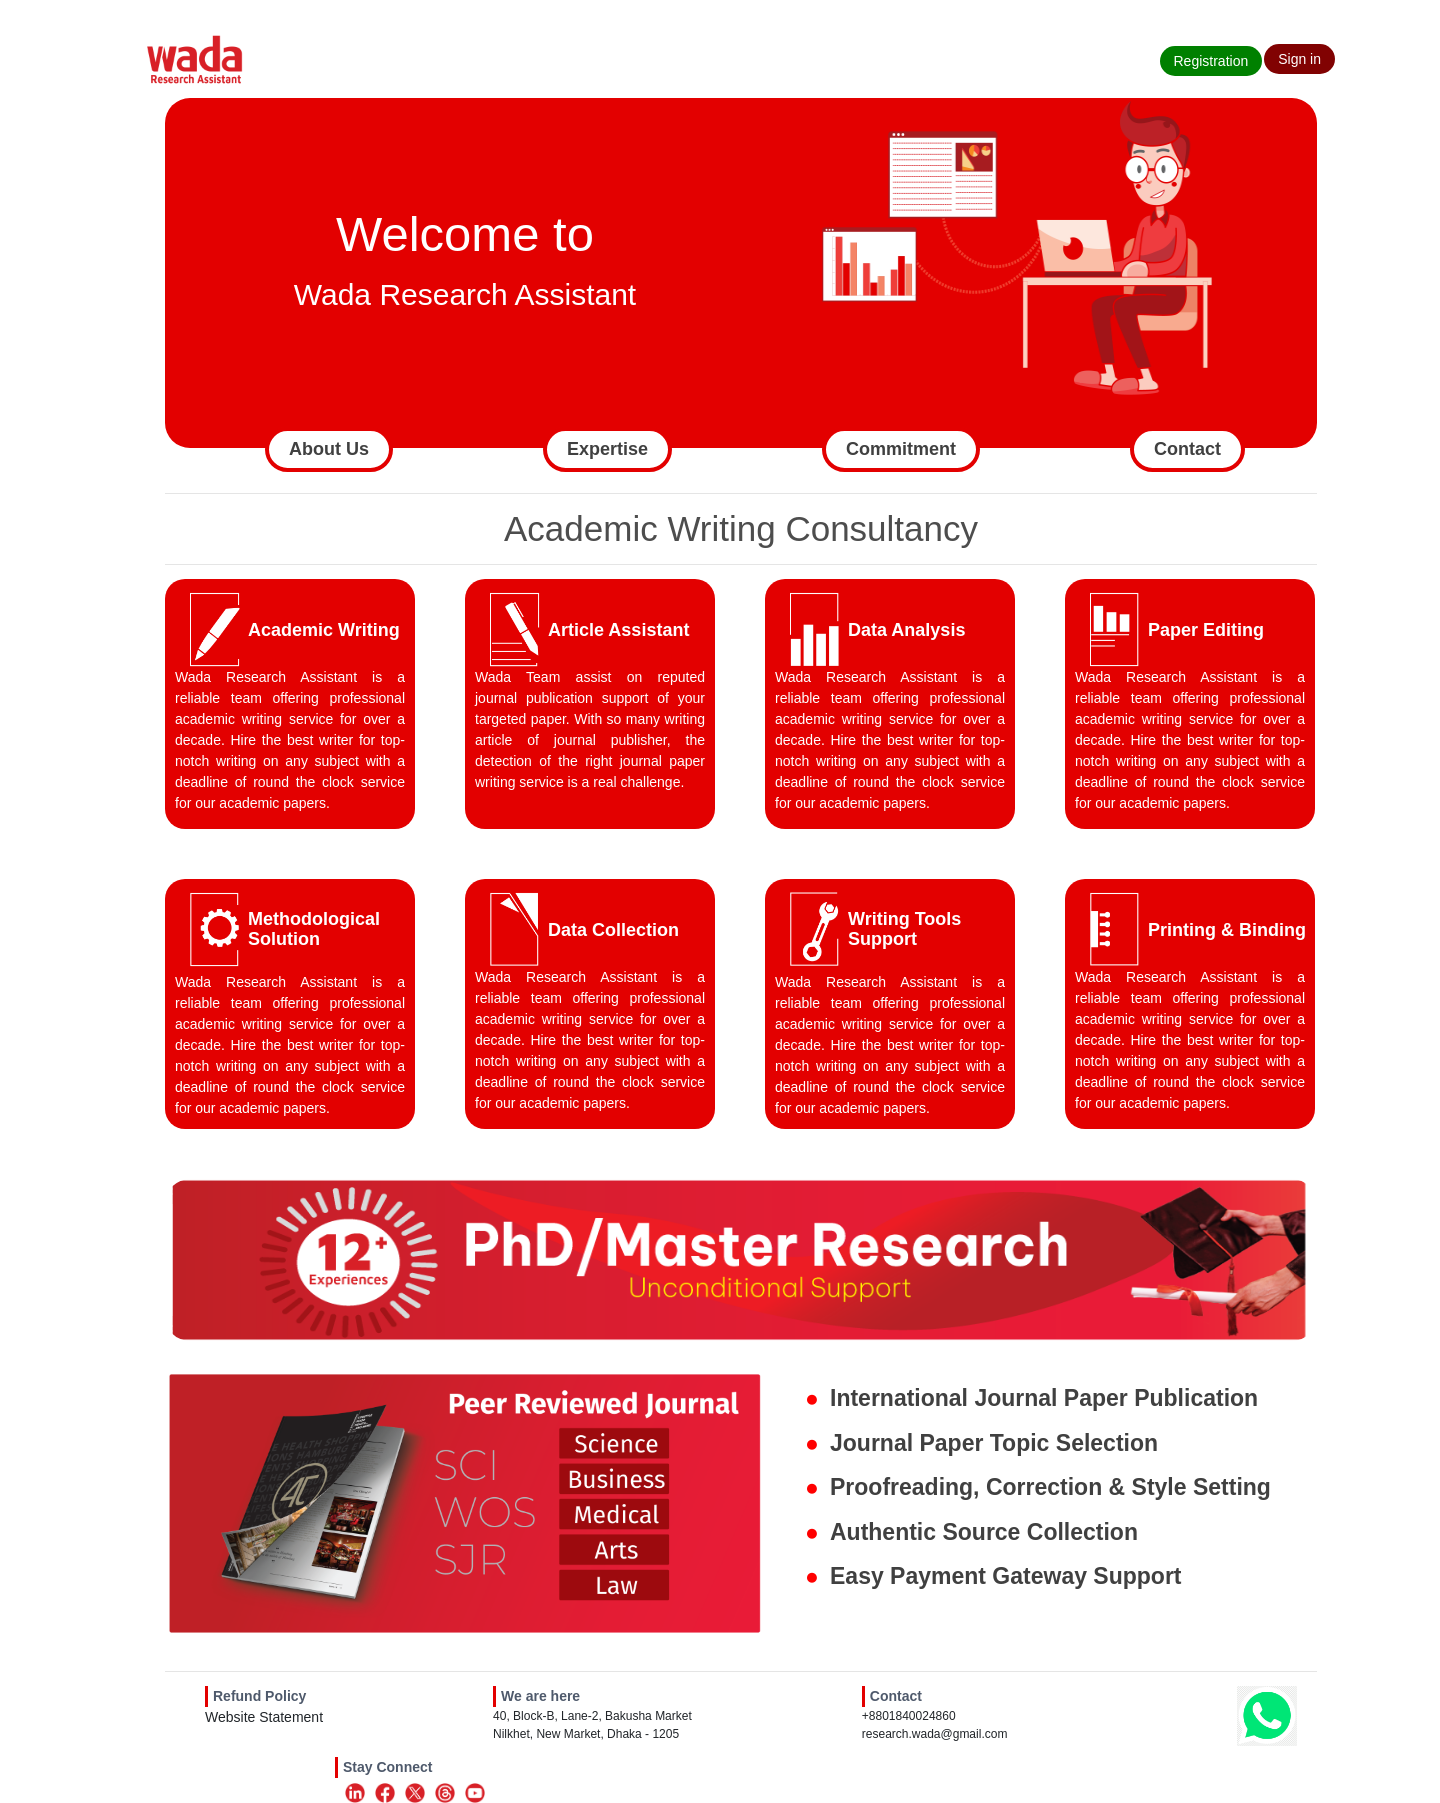 wada
Research Assistant
Registration
Sign in
Welcome to
Wada Research Assistant
About Us
Expertise
Commitment
Contact
Academic Writing Consultancy
Academic Writing
Wada Research Assistant is a
reliable team offering professional
academic writing service for over a
decade. Hire the best writer for top-
notch writing on any subject with a
deadline of round the clock service
for our academic papers.
Article Assistant
Wada Team assist on reputed
journal publication support of your
targeted paper. With so many writing
article of journal publisher, the
detection of the right journal paper
writing service is a real challenge.
Data Analysis
Wada Research Assistant is a
reliable team offering professional
academic writing service for over a
decade. Hire the best writer for top-
notch writing on any subject with a
deadline of round the clock service
for our academic papers.
Paper Editing
Wada Research Assistant is a
reliable team offering professional
academic writing service for over a
decade. Hire the best writer for top-
notch writing on any subject with a
deadline of round the clock service
for our academic papers.
Methodological
Solution
Wada Research Assistant is a
reliable team offering professional
academic writing service for over a
decade. Hire the best writer for top-
notch writing on any subject with a
deadline of round the clock service
for our academic papers.
Data Collection
Wada Research Assistant is a
reliable team offering professional
academic writing service for over a
decade. Hire the best writer for top-
notch writing on any subject with a
deadline of round the clock service
for our academic papers.
Writing Tools
Support
Wada Research Assistant is a
reliable team offering professional
academic writing service for over a
decade. Hire the best writer for top-
notch writing on any subject with a
deadline of round the clock service
for our academic papers.
Printing & Binding
Wada Research Assistant is a
reliable team offering professional
academic writing service for over a
decade. Hire the best writer for top-
notch writing on any subject with a
deadline of round the clock service
for our academic papers.
12+
Experiences
PhD/Master Research
Unconditional Support
Peer Reviewed Journal
SCI
WOS
SJR
Science
Business
Medical
Arts
Law
International Journal Paper Publication
Journal Paper Topic Selection
Proofreading, Correction & Style Setting
Authentic Source Collection
Easy Payment Gateway Support
Refund Policy
Website Statement
We are here
40, Block-B, Lane-2, Bakusha Market
Nilkhet, New Market, Dhaka - 1205
Contact
+8801840024860
research.wada@gmail.com
Stay Connect